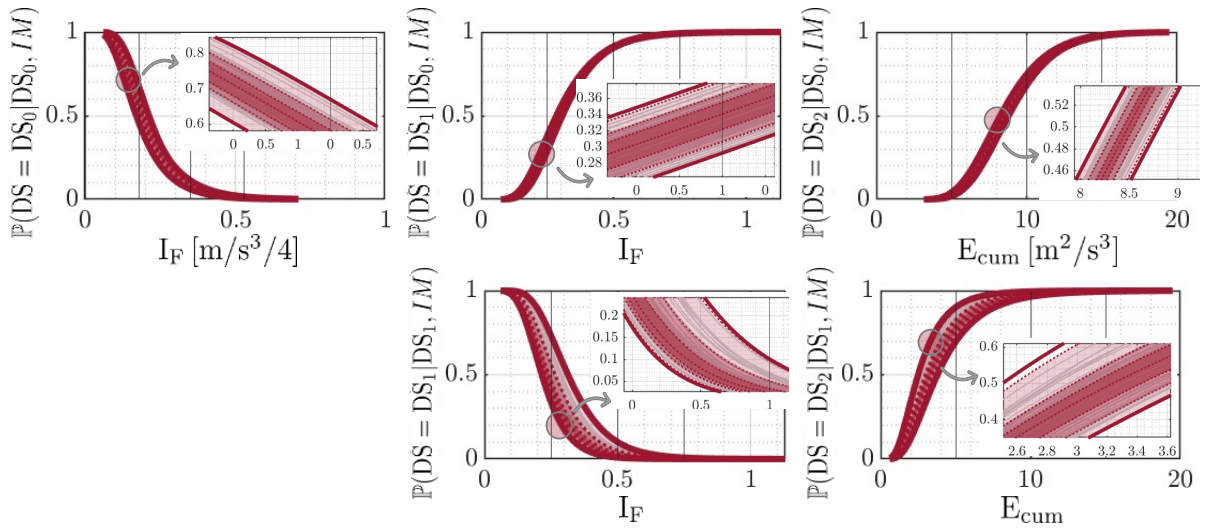 ℙ(DS = DS₀|DS₀, IM)
1
0.5
0
0.8
0.7
0.6
0 0.5 1 0 0.5
0 0.5 1
I_F [m/s³/4]
ℙ(DS = DS₁|DS₀, IM)
1
0.5
0
0.36
0.34
0.32
0.3
0.28
0 0.5 1 0
0 0.5 1
I_F
ℙ(DS = DS₂|DS₀, IM)
1
0.5
0
0.52
0.5
0.48
0.46
8 8.5 9
0 10 20
E_cum [m²/s³]
ℙ(DS = DS₁|DS₁, IM)
1
0.5
0
0.2
0.15
0.1
0.05
0 0.5 1
0 0.5 1
I_F
ℙ(DS = DS₂|DS₁, IM)
1
0.5
0
0.6
0.5
0.4
2.6 2.8 3 3.2 3.4 3.6
0 10 20
E_cum